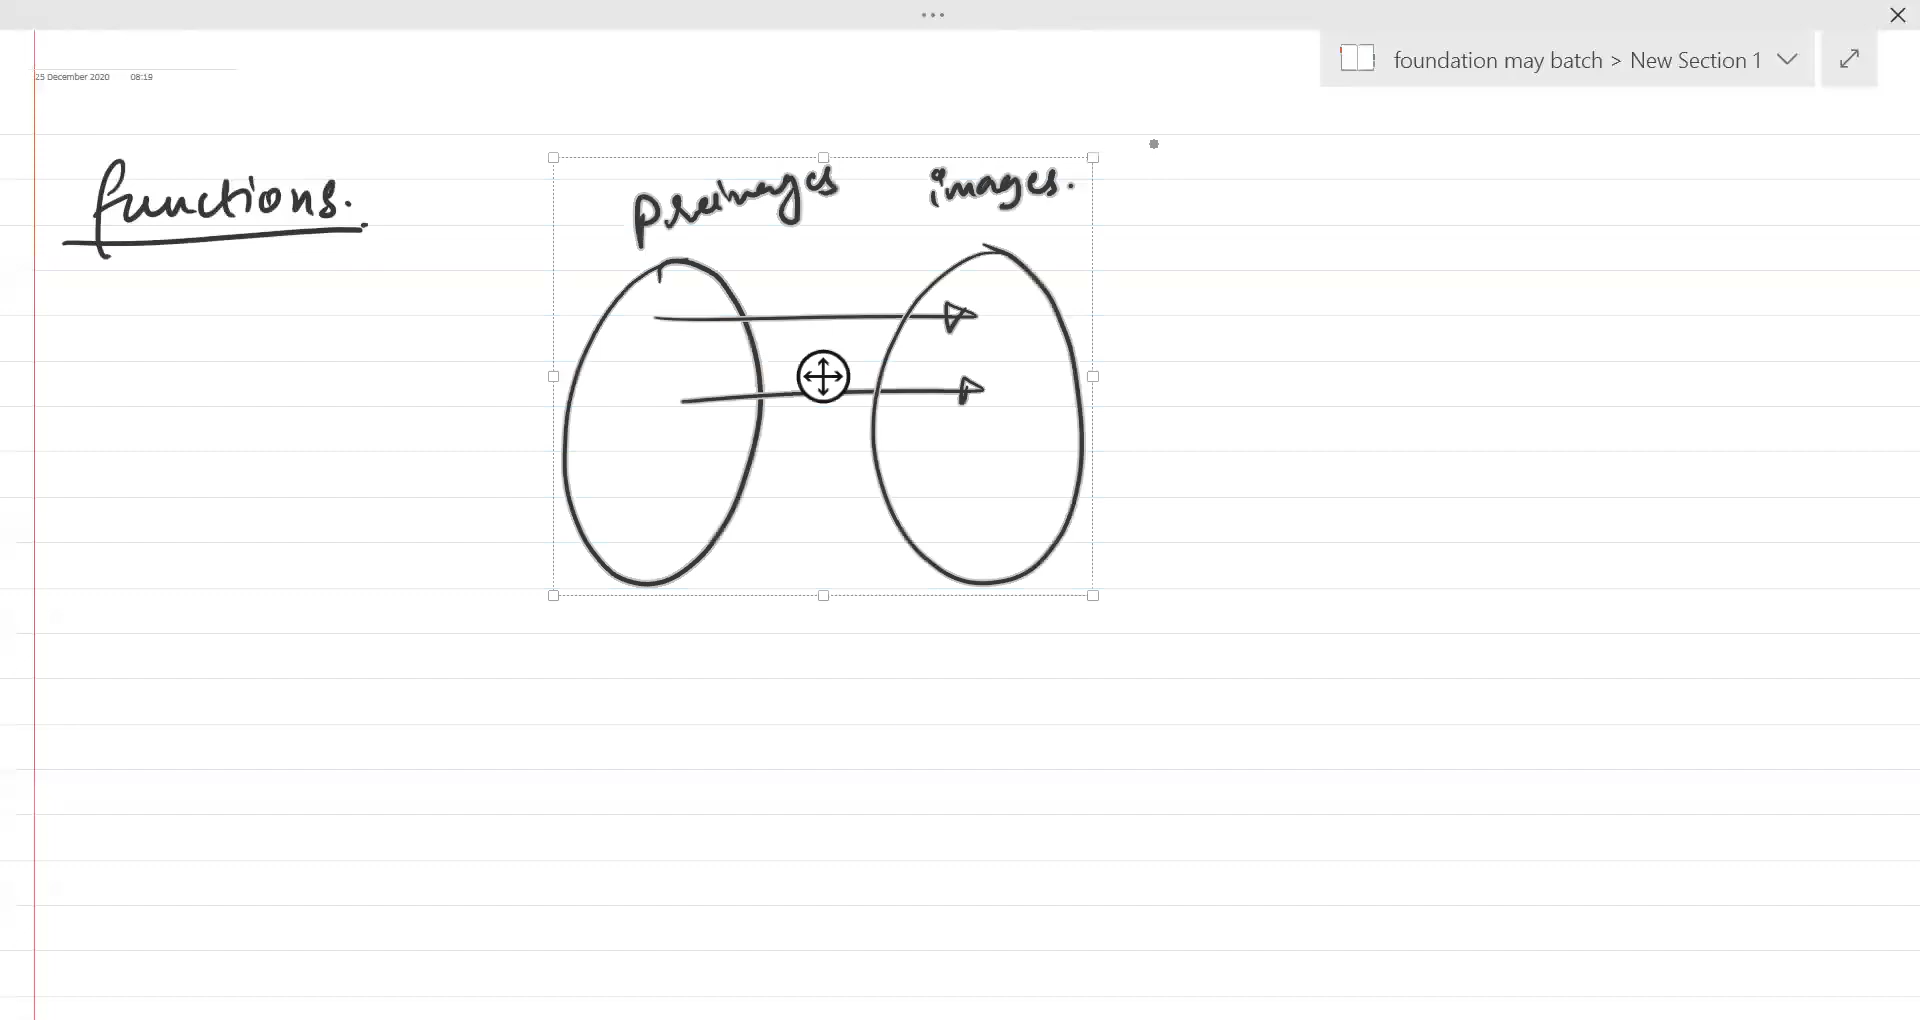 foundation may batch > New Section 1
25 December 2020 08:19
functions.
preimages images.